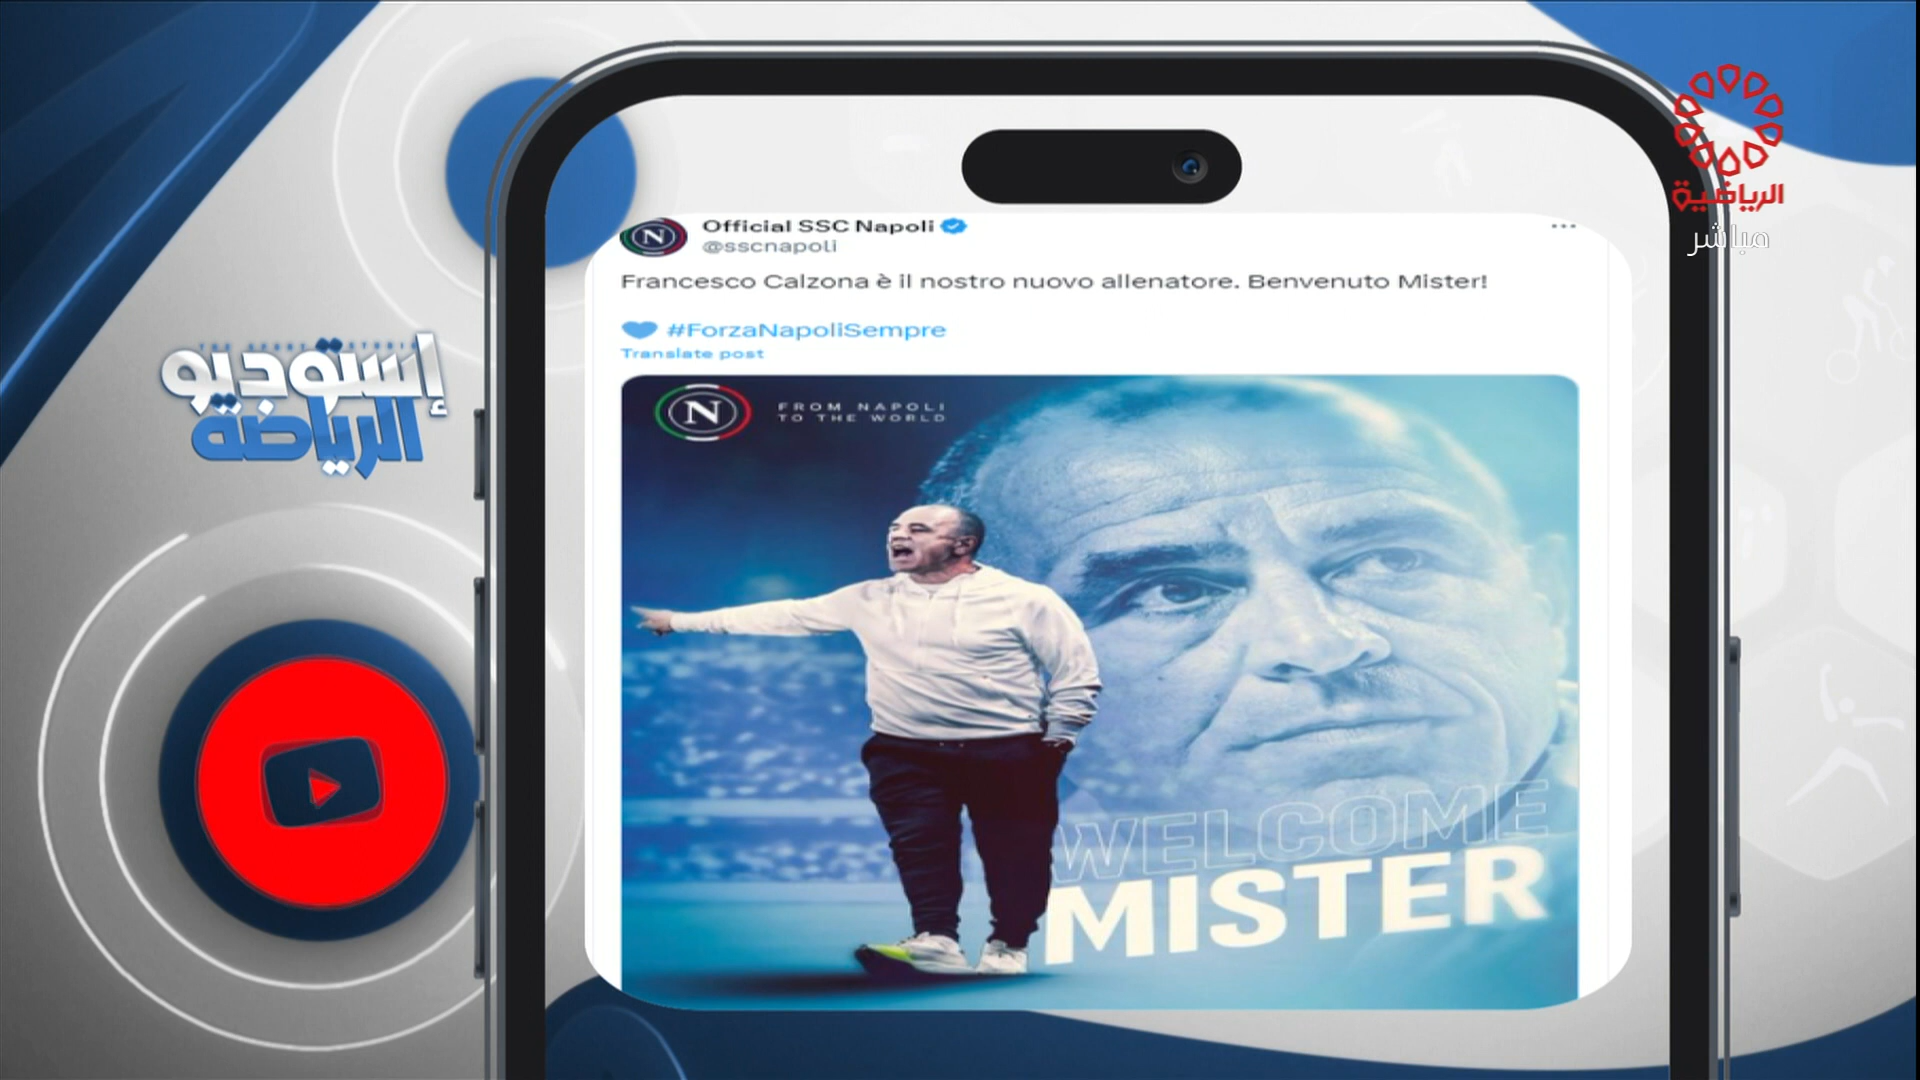 الرياضية
مباشر
Official SSC Napoli
@sscnapoli
Francesco Calzona è il nostro nuovo allenatore. Benvenuto Mister!
#ForzaNapoliSempre
Translate post
N
FROM NAPOLI
TO THE WORLD
WELCOME
MISTER
إستوديو
الرياضة